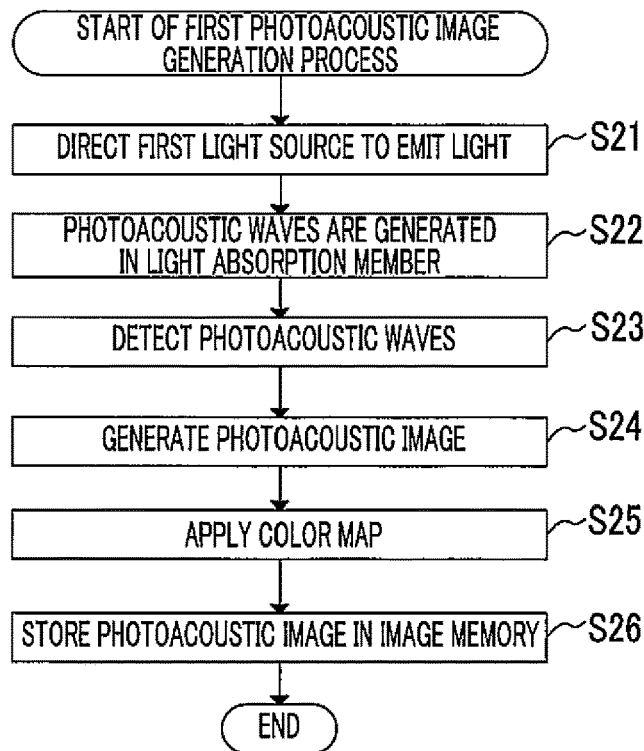 START OF FIRST PHOTOACOUSTIC IMAGE
GENERATION PROCESS
DIRECT FIRST LIGHT SOURCE TO EMIT LIGHT
S21
PHOTOACOUSTIC WAVES ARE GENERATED
IN LIGHT ABSORPTION MEMBER
S22
DETECT PHOTOACOUSTIC WAVES
S23
GENERATE PHOTOACOUSTIC IMAGE
S24
APPLY COLOR MAP
S25
STORE PHOTOACOUSTIC IMAGE IN IMAGE MEMORY
S26
END